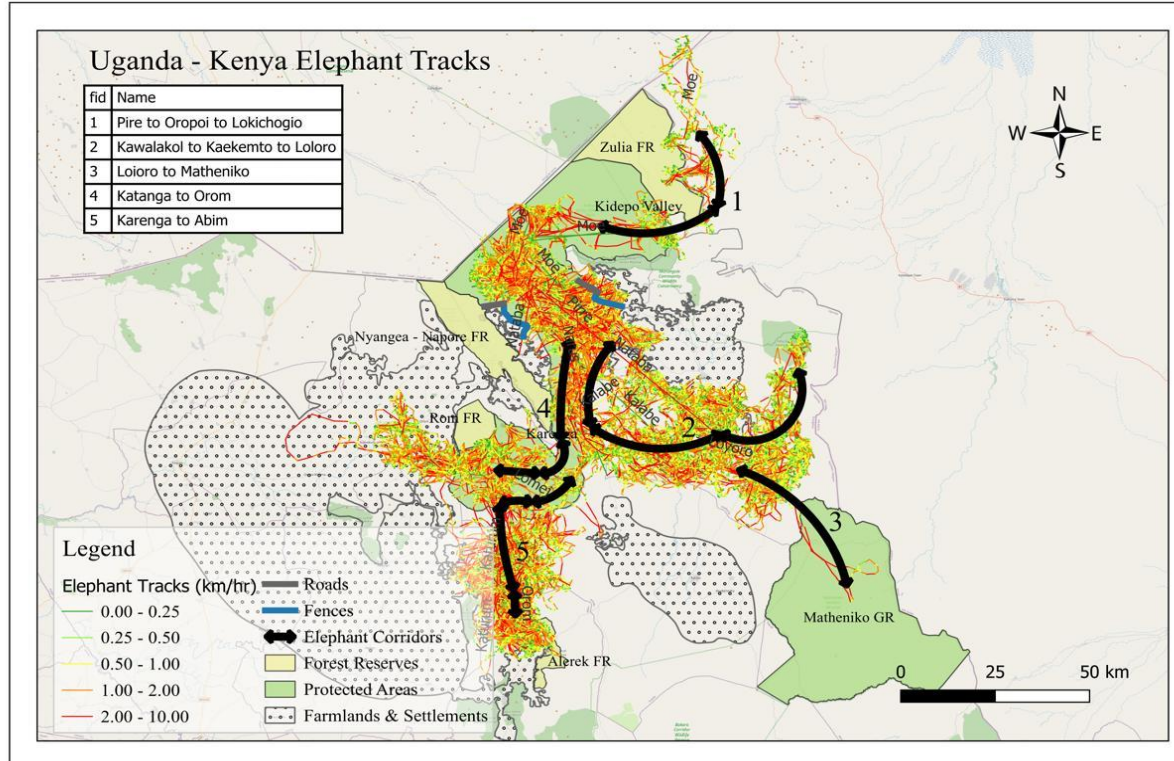 Uganda - Kenya Elephant Tracks
fid Name
1 Pire to Oropoi to Lokichogio
2 Kawalakol to Kaekemto to Loloro
3 Loioro to Matheniko
4 Katanga to Orom
5 Karenga to Abim
N
W E
S
Moe
Zulia FR
Kidepo Valley
1
Moe
Moe
Pire
Nyangea - Napore FR
Nataba
Kalabe
4
Rom FR
2
3
5
Orom
Matheniko GR
Alerek FR
0 25 50 km
Legend
Elephant Tracks (km/hr)
0.00 - 0.25
0.25 - 0.50
0.50 - 1.00
1.00 - 2.00
2.00 - 10.00
Roads
Fences
Elephant Corridors
Forest Reserves
Protected Areas
Farmlands & Settlements